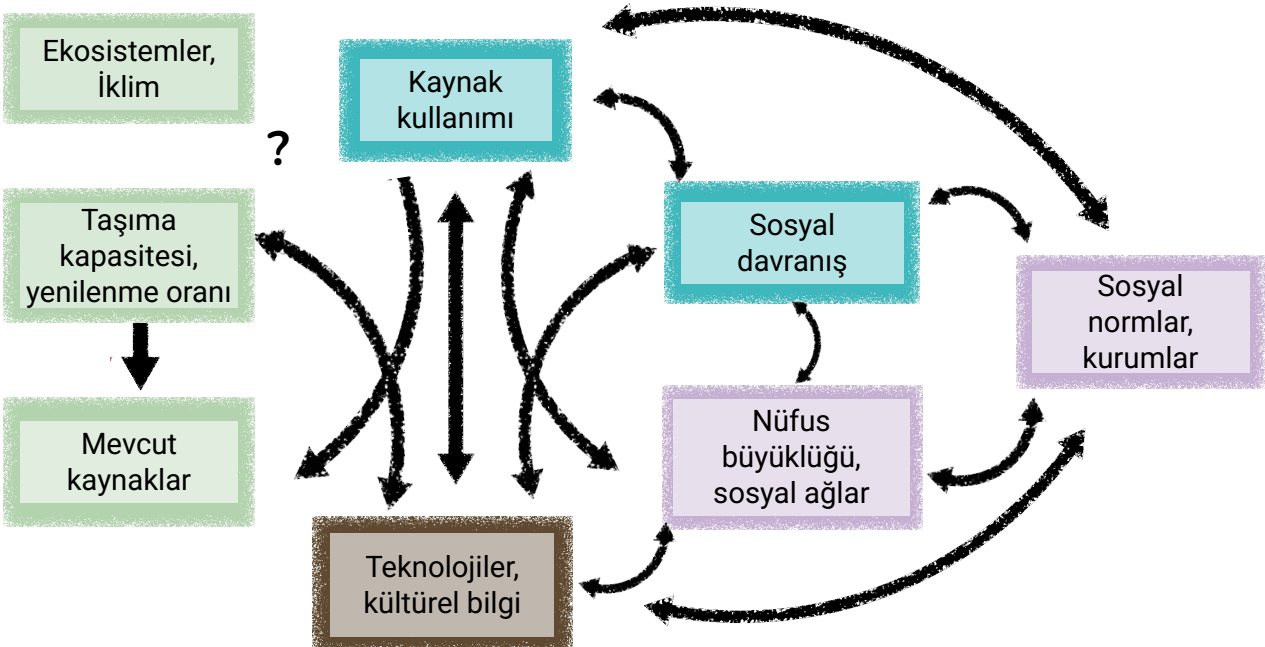 Ekosistemler,
İklim
?
Kaynak
kullanımı
Taşıma
kapasitesi,
yenilenme oranı
Sosyal
davranış
Sosyal
normlar,
kurumlar
Mevcut
kaynaklar
Nüfus
büyüklüğü,
sosyal ağlar
Teknolojiler,
kültürel bilgi